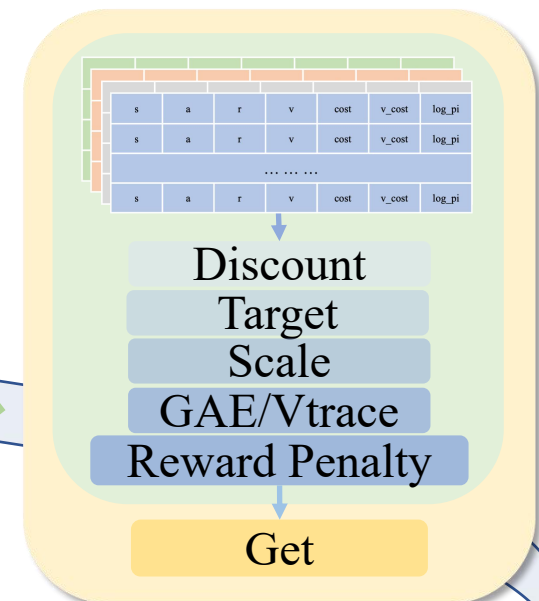 s a r v cost v_cost log_pi
s a r v cost v_cost log_pi
... ... ...
s a r v cost v_cost log_pi
Discount
Target
Scale
GAE/Vtrace
Reward Penalty
Get